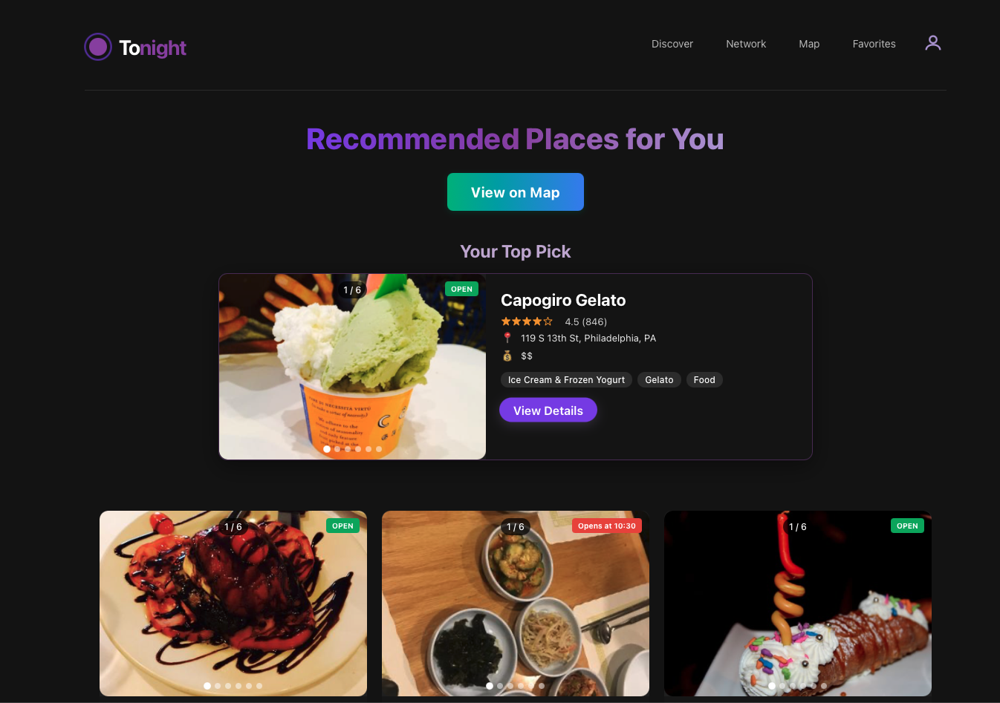 Tonight
Discover
Network
Map
Favorites
Recommended Places for You
View on Map
Your Top Pick
1 / 6
OPEN
Capogiro Gelato
★★★★☆ 4.5 (846)
119 S 13th St, Philadelphia, PA
$$
Ice Cream & Frozen Yogurt
Gelato
Food
View Details
1 / 6
OPEN
1 / 6
Opens at 10:30
1 / 6
OPEN